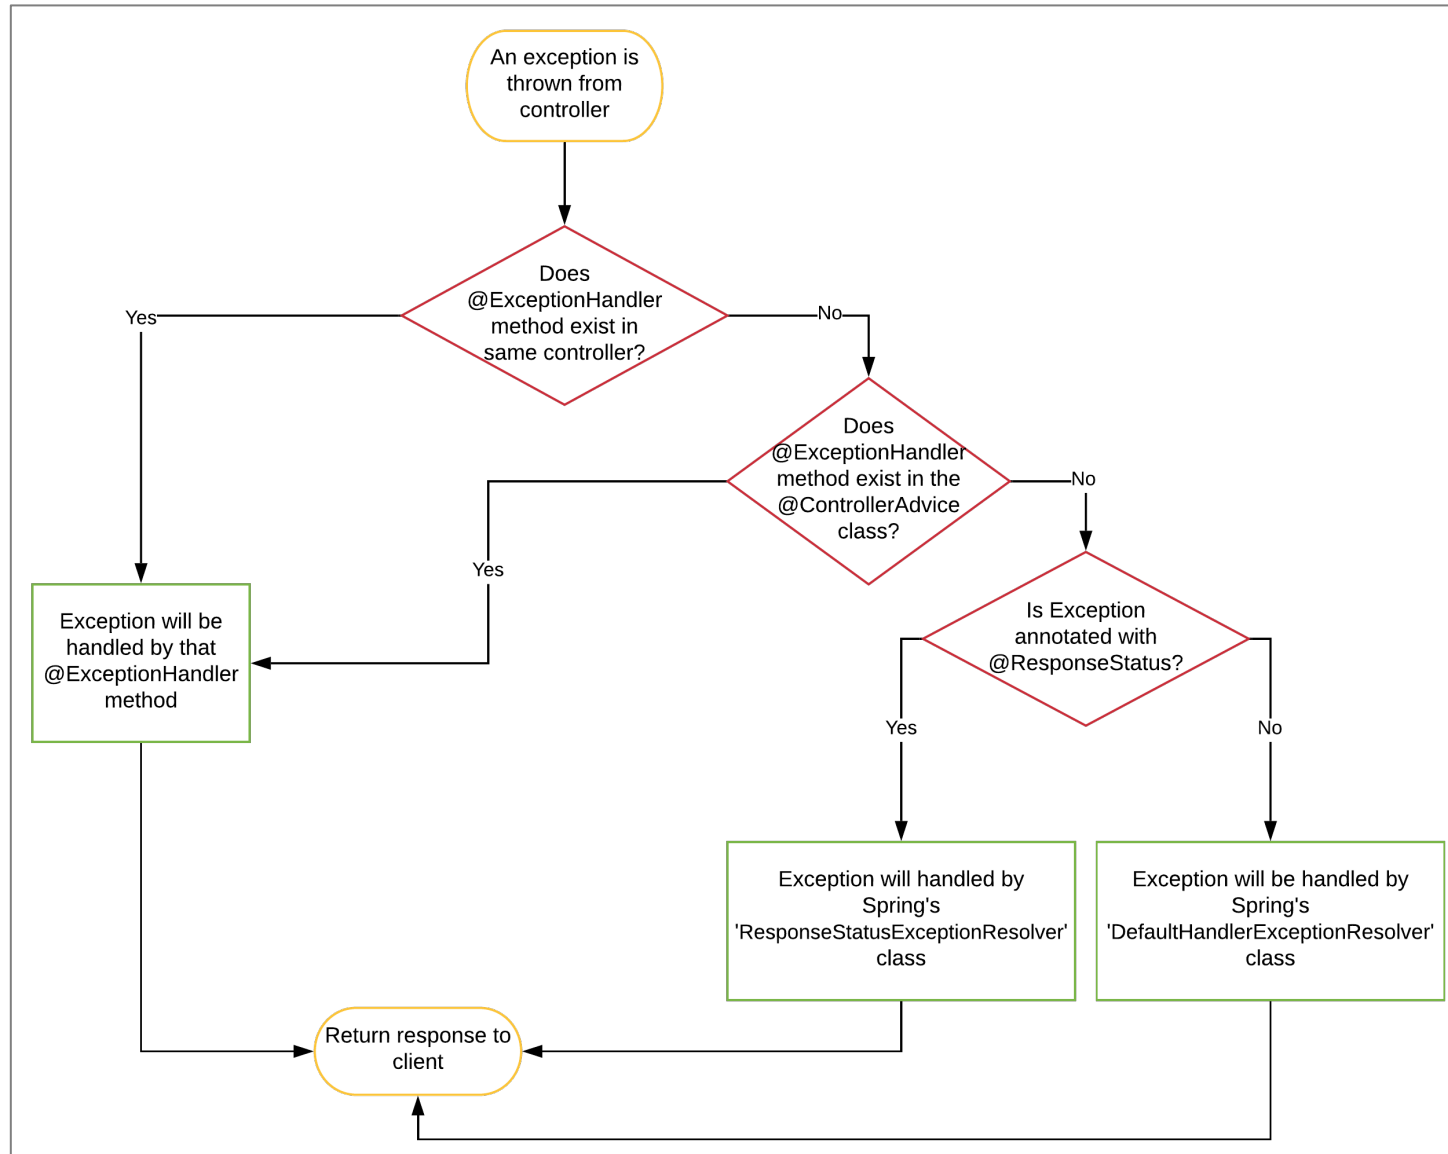 An exception is
thrown from
controller
Does
@ExceptionHandler
method exist in
same controller?
Yes
No
Does
@ExceptionHandler
method exist in the
@ControllerAdvice
class?
Yes
No
Exception will be
handled by that
@ExceptionHandler
method
Is Exception
annotated with
@ResponseStatus?
Yes
No
Exception will handled by
Spring's
'ResponseStatusExceptionResolver'
class
Exception will be handled by
Spring's
'DefaultHandlerExceptionResolver'
class
Return response to
client